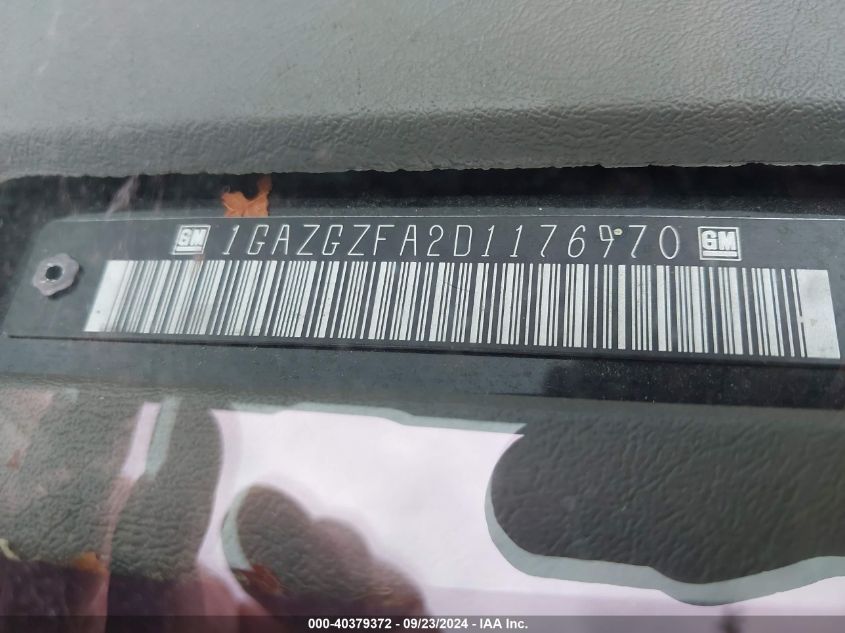 GM 1GAZGZFA2D1176970 GM
000-40379372 - 09/23/2024 - IAA Inc.